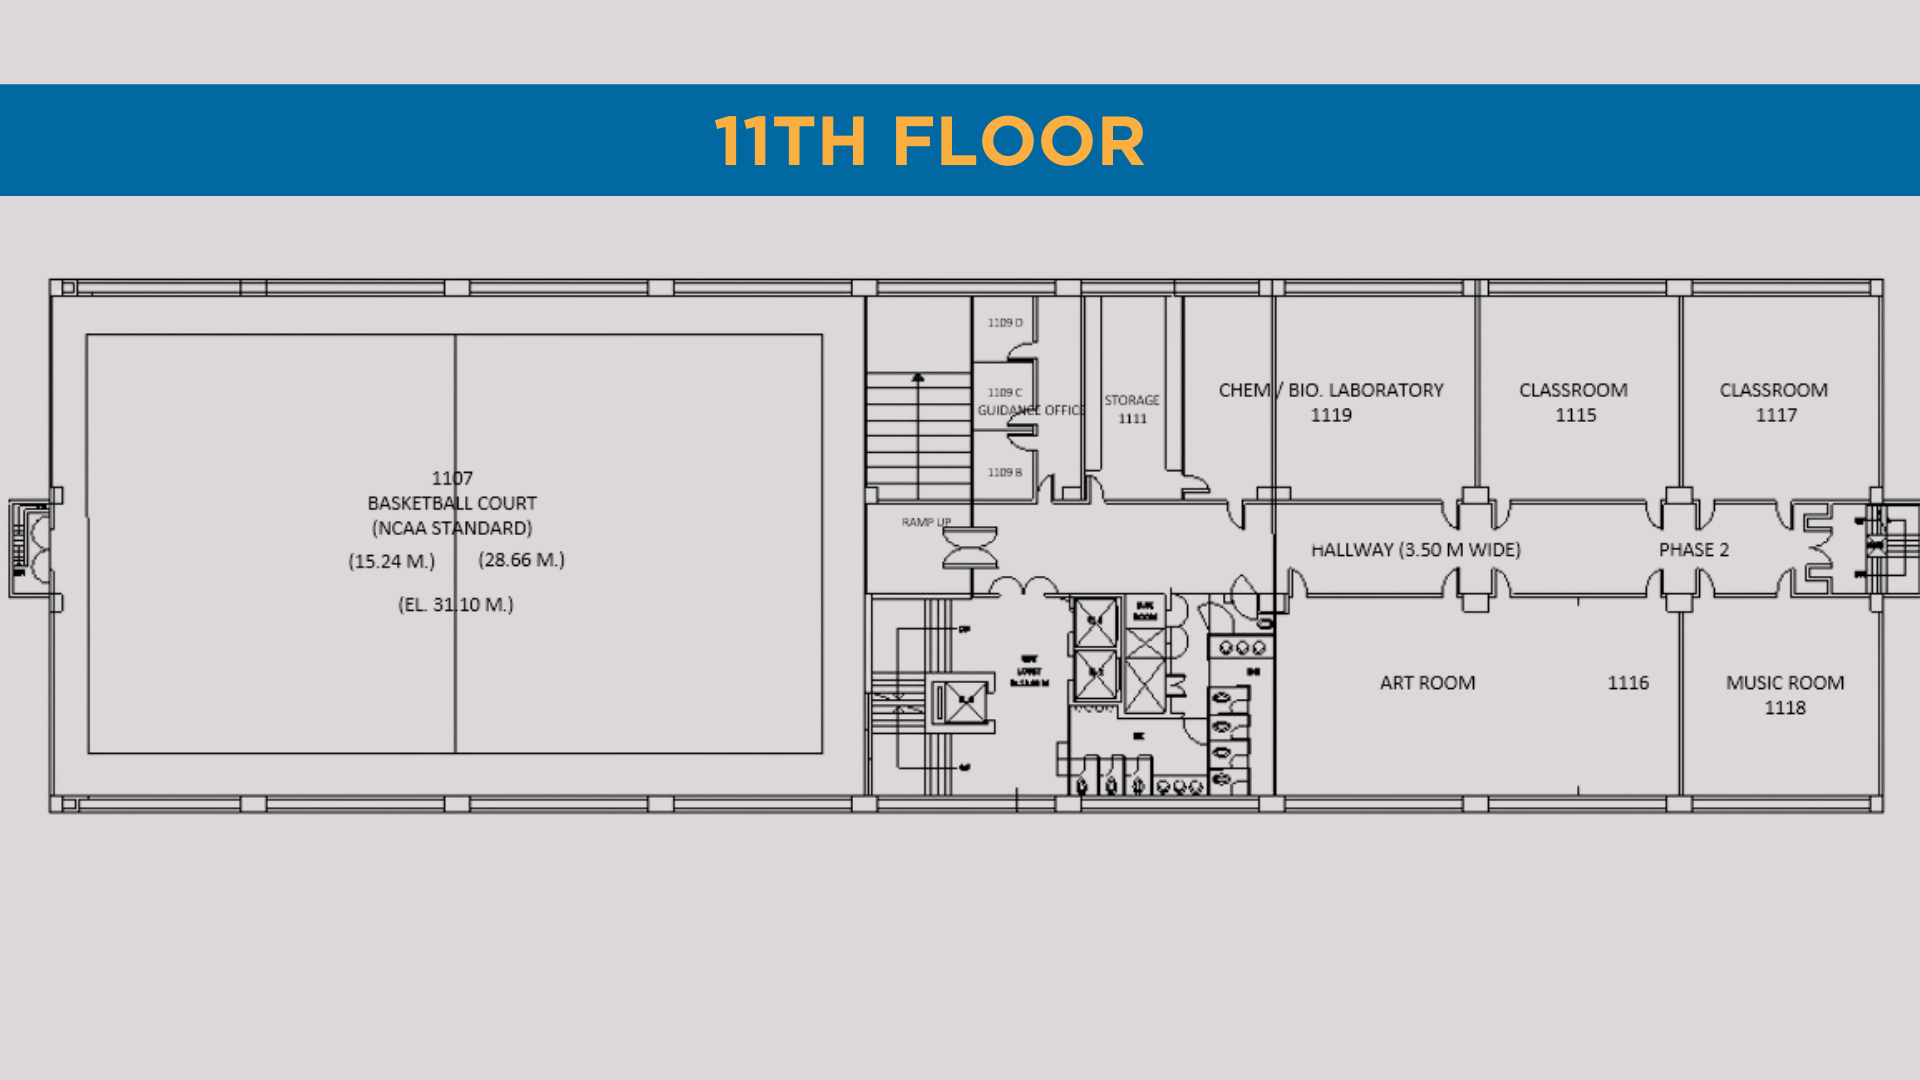 11TH FLOOR
1109 D
1109 C
GUIDANCE OFFICE
1109 B
STORAGE
1111
CHEM / BIO. LABORATORY
1119
CLASSROOM
1115
CLASSROOM
1117
1107
BASKETBALL COURT
(NCAA STANDARD)
(15.24 M.) (28.66 M.)
(EL. 31.10 M.)
RAMP UP
HALLWAY (3.50 M WIDE)
PHASE 2
ROOM
ART ROOM
1116
MUSIC ROOM
1118